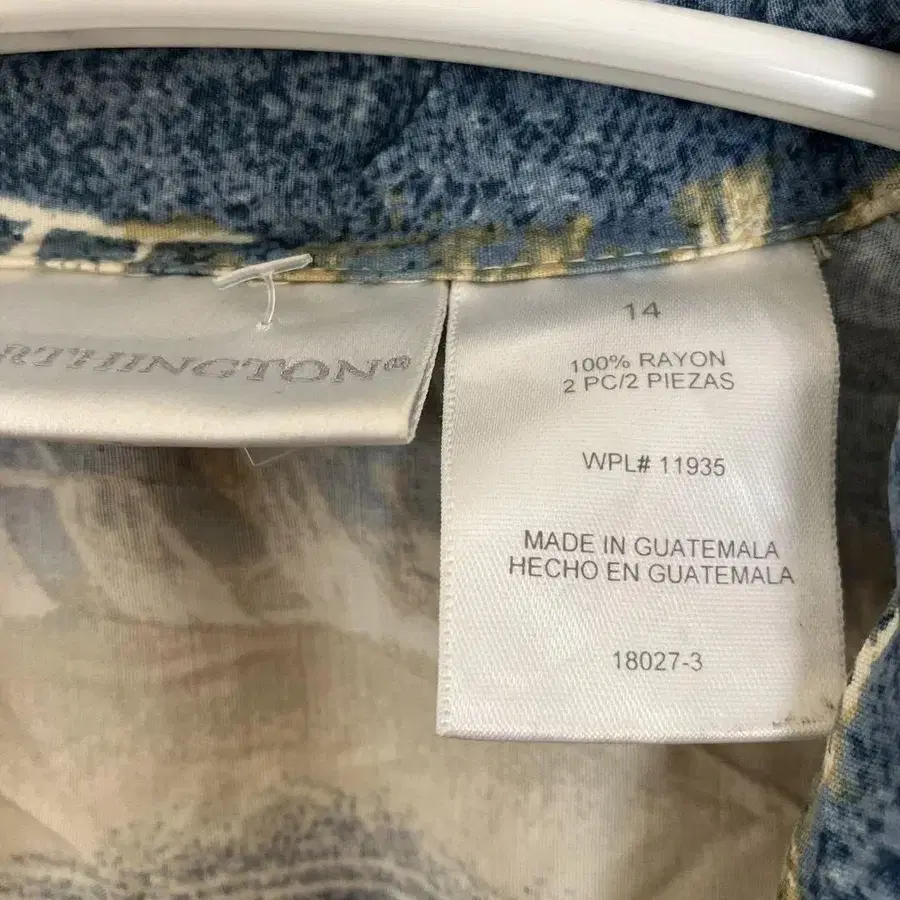 RTHINGTON®
14
100% RAYON
2 PC/2 PIEZAS
WPL# 11935
MADE IN GUATEMALA
HECHO EN GUATEMALA
18027-3